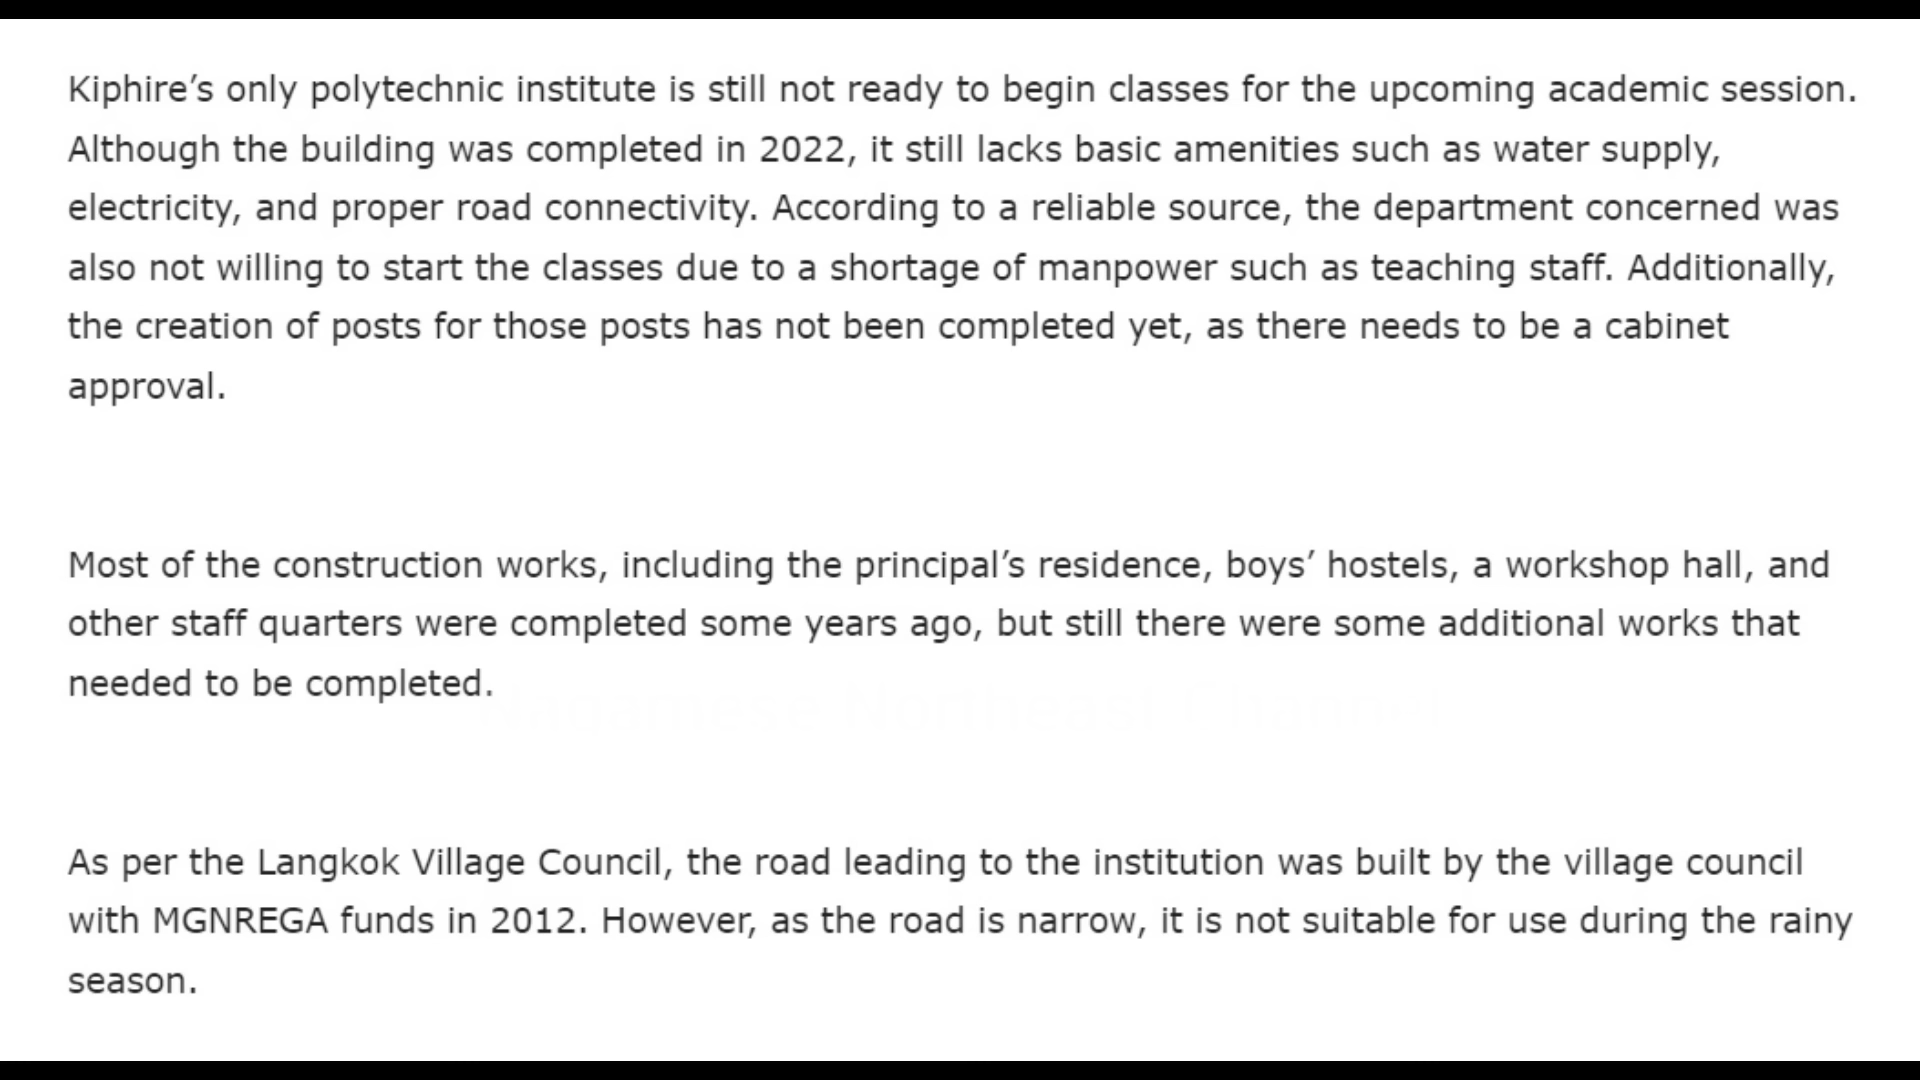 Kiphire’s only polytechnic institute is still not ready to begin classes for the upcoming academic session.
Although the building was completed in 2022, it still lacks basic amenities such as water supply,
electricity, and proper road connectivity. According to a reliable source, the department concerned was
also not willing to start the classes due to a shortage of manpower such as teaching staff. Additionally,
the creation of posts for those posts has not been completed yet, as there needs to be a cabinet
approval.
Most of the construction works, including the principal’s residence, boys’ hostels, a workshop hall, and
other staff quarters were completed some years ago, but still there were some additional works that
needed to be completed.
As per the Langkok Village Council, the road leading to the institution was built by the village council
with MGNREGA funds in 2012. However, as the road is narrow, it is not suitable for use during the rainy
season.